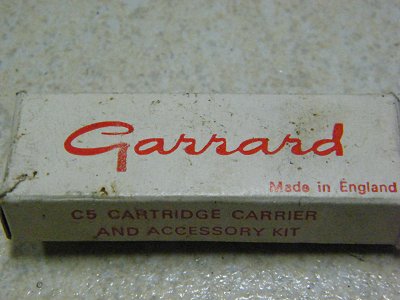 Garrard
Made in England
C5 CARTRIDGE CARRIER
AND ACCESSORY KIT